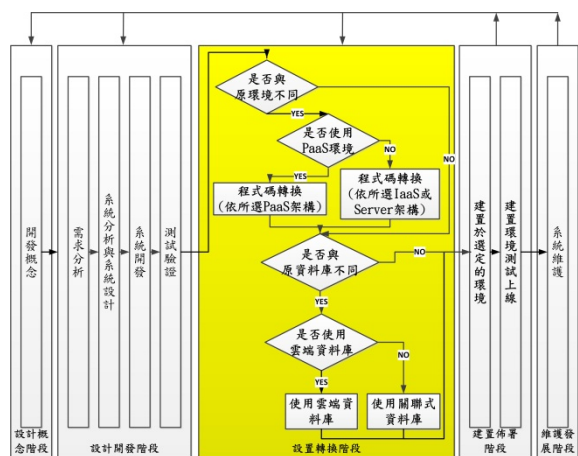 開發概念
設計概
念階段
需求分析
系統分析與系統設計
系統開發
測試驗證
設計開發階段
是否與
原環境不同
YES
NO
是否使用
PaaS環境
YES
NO
程式碼轉換
(依所選PaaS架構)
程式碼轉換
(依所選IaaS或
Server架構)
是否與
原資料庫不同
NO
YES
是否使用
雲端資料庫
YES
NO
使用雲端資
料庫
使用關聯式
資料庫
設置轉換階段
建置於選定的環境
建置環境測試上線
建置佈署
階段
系統維護
維護發
展階段